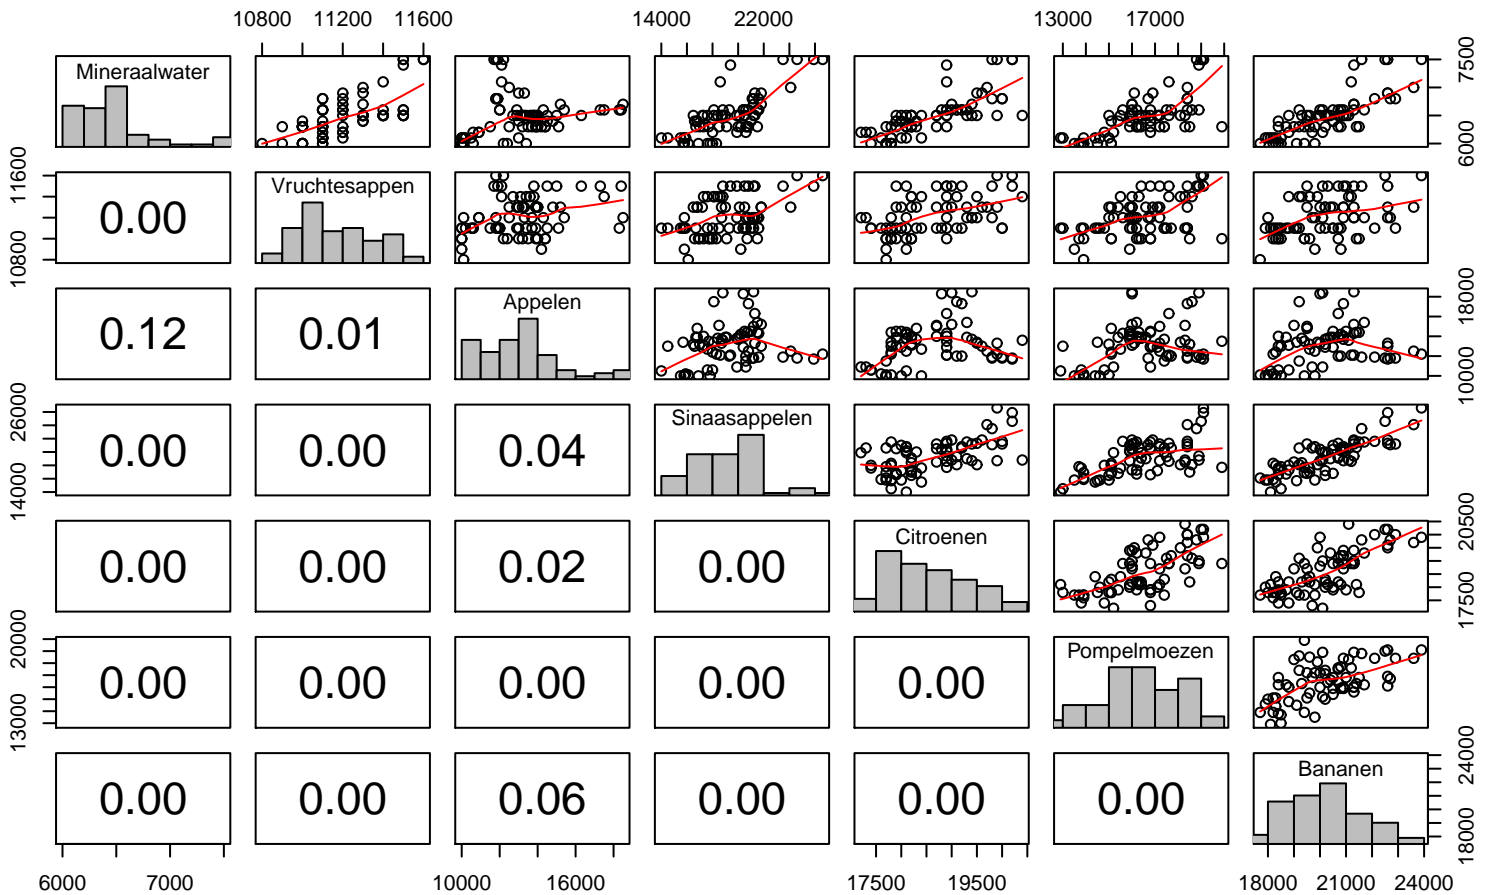 10800 11200 11600 14000 22000 13000 17000
Mineraalwater 6000 7500
10800 11600 0.00 Vruchtesappen
0.12 0.01 Appelen 10000 18000
14000 26000 0.00 0.00 0.04 Sinaasappelen
0.00 0.00 0.02 0.00 Citroenen 17500 20500
13000 20000 0.00 0.00 0.00 0.00 0.00 Pompelmoezen
0.00 0.00 0.06 0.00 0.00 0.00 Bananen 18000 24000
6000 7000 10000 16000 17500 19500 18000 21000 24000